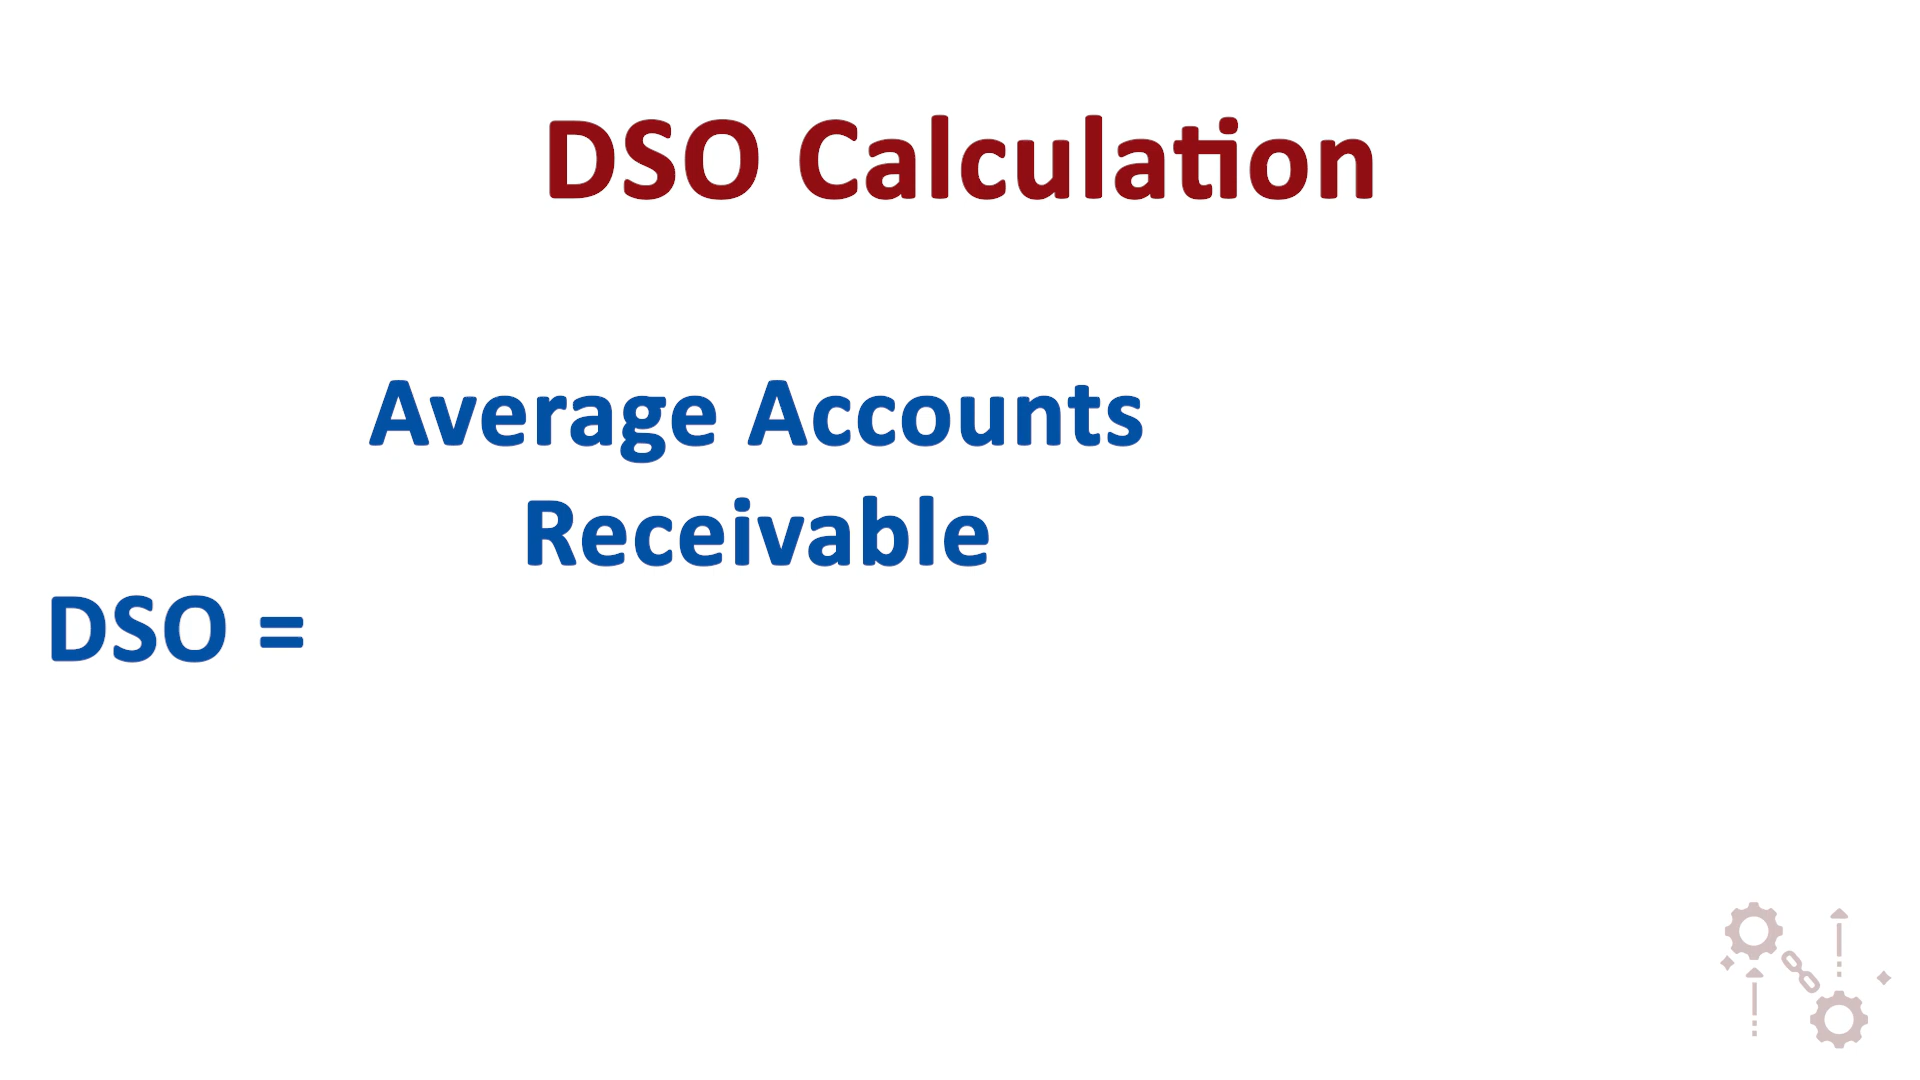 DSO Calculation
Average Accounts
Receivable
DSO =